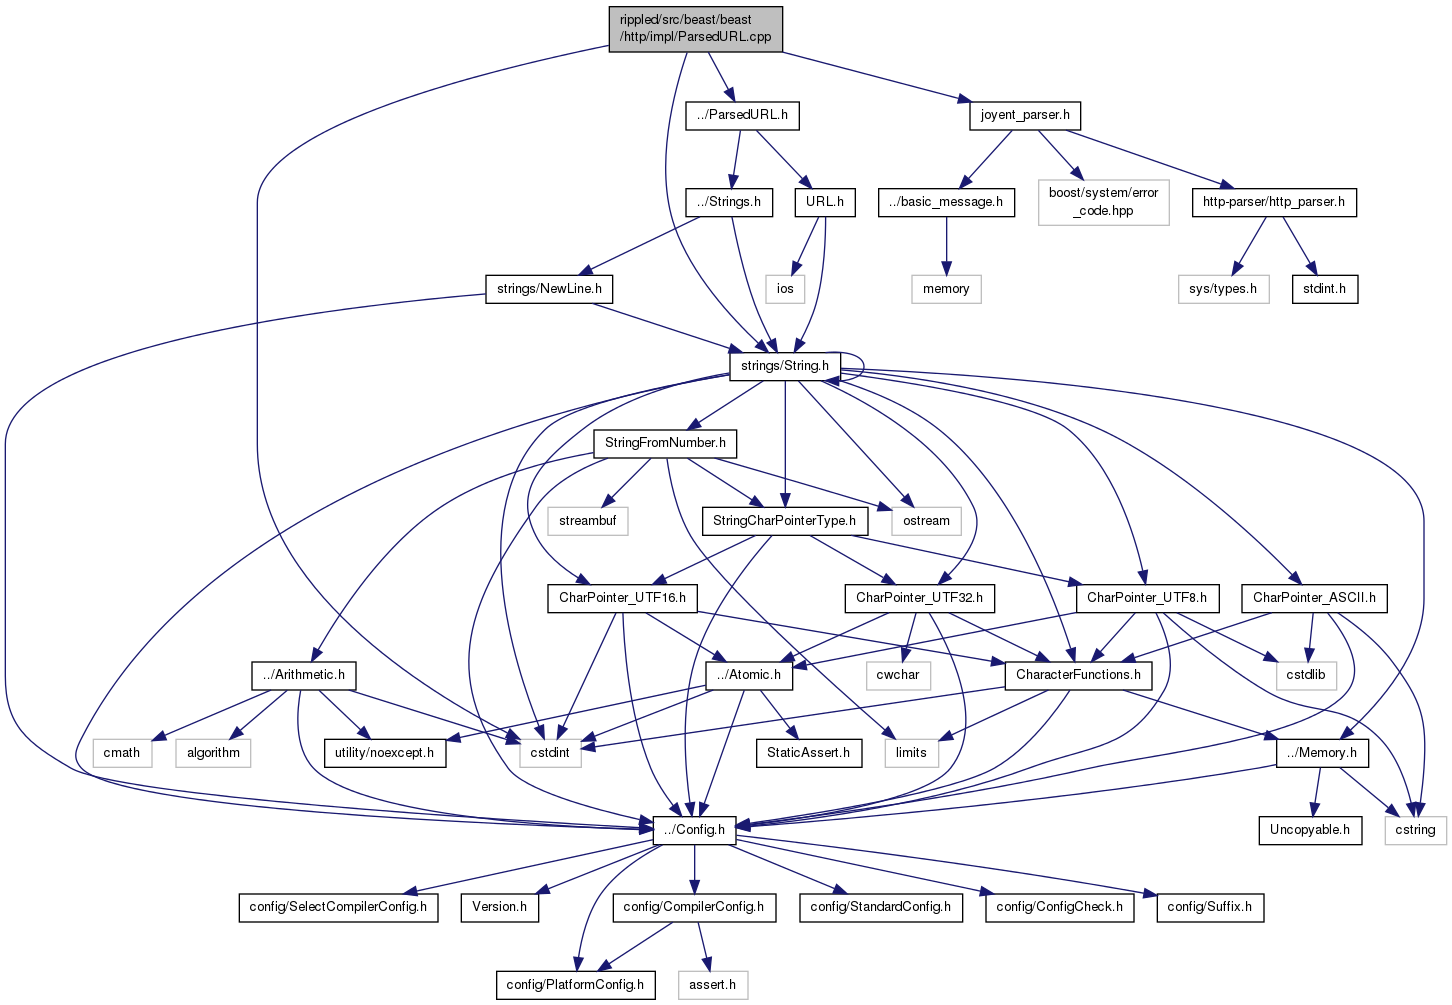 rippled/src/beast/beast
/http/impl/ParsedURL.cpp
../ParsedURL.h
joyent_parser.h
../Strings.h
URL.h
../basic_message.h
boost/system/error
_code.hpp
http-parser/http_parser.h
strings/NewLine.h
ios
memory
sys/types.h
stdint.h
strings/String.h
StringFromNumber.h
streambuf
StringCharPointerType.h
ostream
CharPointer_UTF16.h
CharPointer_UTF32.h
CharPointer_UTF8.h
CharPointer_ASCII.h
../Arithmetic.h
../Atomic.h
cwchar
CharacterFunctions.h
cstdlib
cmath
algorithm
utility/noexcept.h
cstdint
StaticAssert.h
limits
../Memory.h
../Config.h
Uncopyable.h
cstring
config/SelectCompilerConfig.h
Version.h
config/CompilerConfig.h
config/StandardConfig.h
config/ConfigCheck.h
config/Suffix.h
config/PlatformConfig.h
assert.h